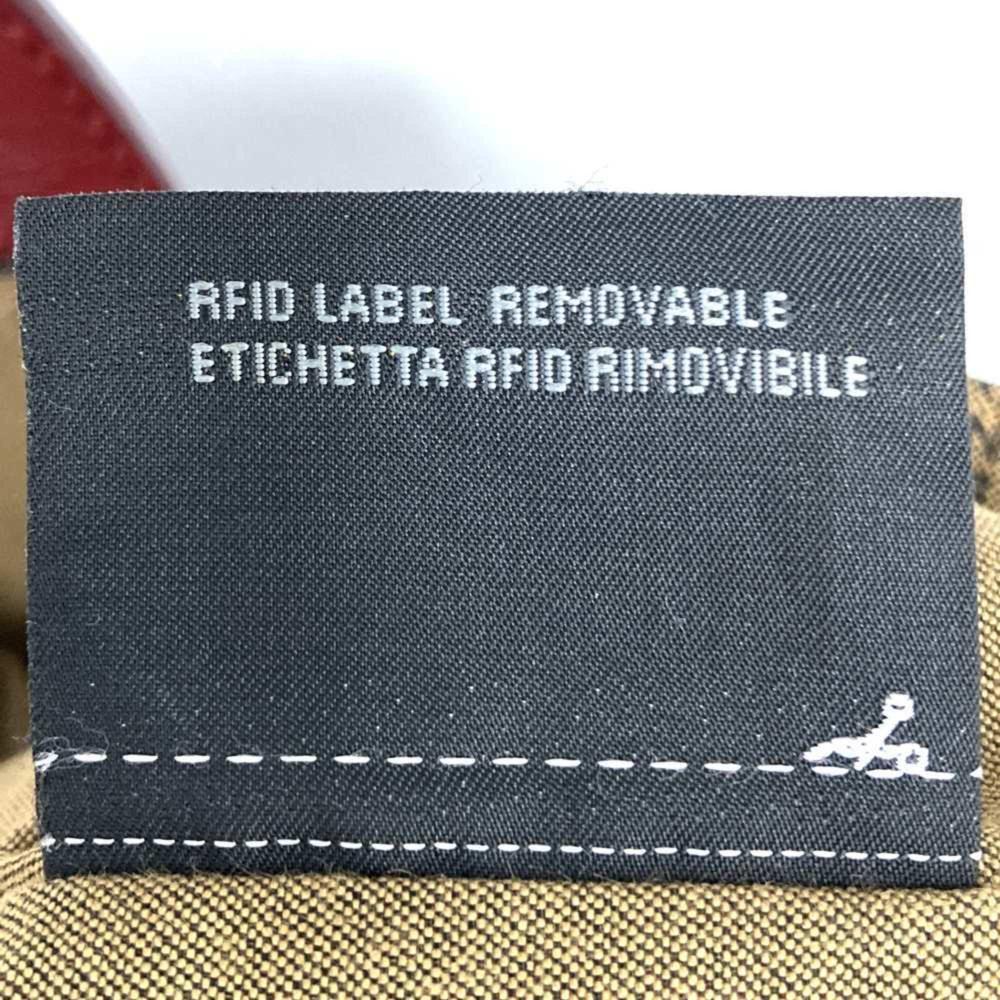 RFID LABEL REMOVABLE
ETICHETTA RFID RIMOVIBILE